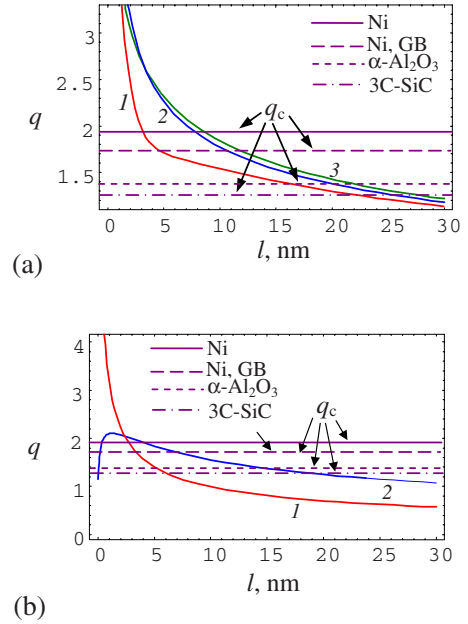 3
2.5
2
1.5
q
Ni
Ni, GB
α-Al₂O₃
3C-SiC
1
2
q_c
3
0 5 10 15 20 25 30
l, nm
(a)
4
3
2
1
0
q
Ni
Ni, GB
α-Al₂O₃
3C-SiC
q_c
2
1
0 5 10 15 20 25 30
l, nm
(b)